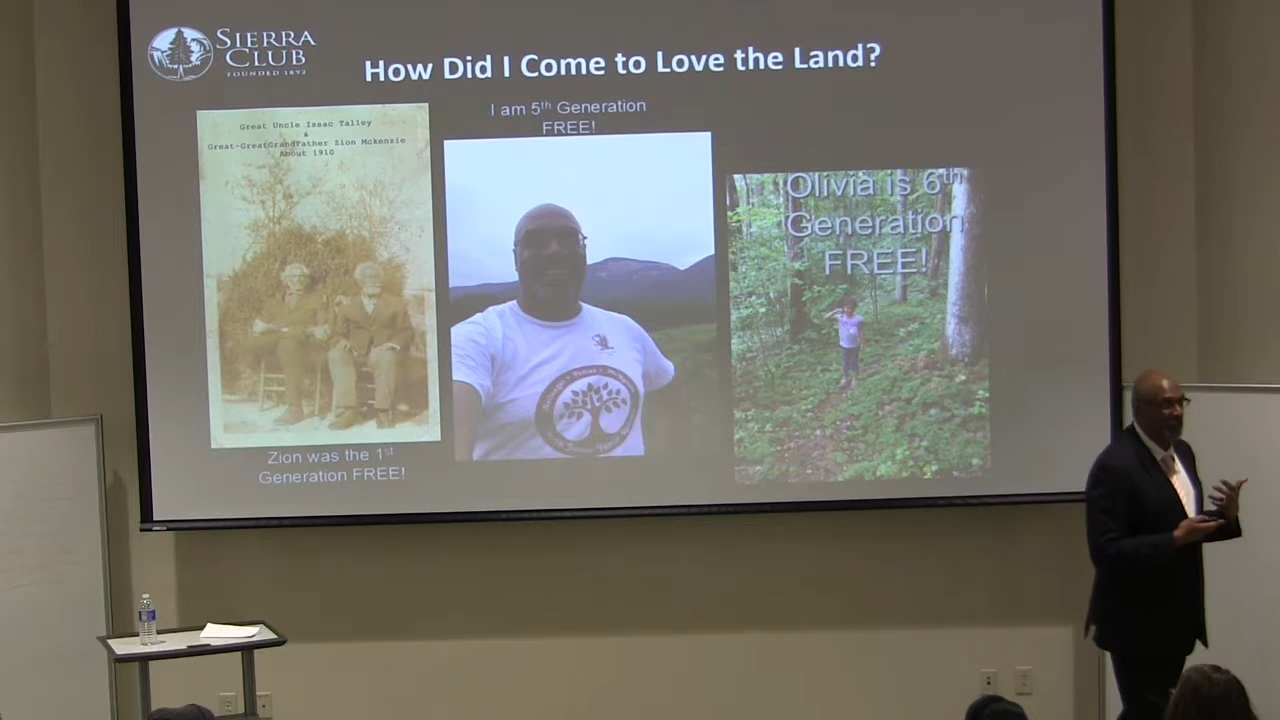 SIERRA
CLUB
FOUNDED 1892
How Did I Come to Love the Land?
Great Uncle Issac Talley
&
Great-GreatGrandFather Zion Mckenzie
About 1910
Zion was the 1st
Generation FREE!
I am 5th Generation
FREE!
Olivia is 6th
Generation
FREE!